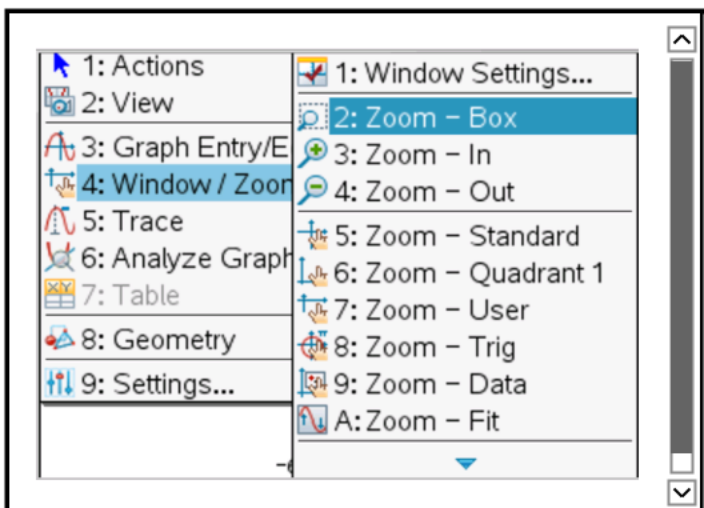 1: Actions
2: View
3: Graph Entry/E
4: Window / Zoor
5: Trace
6: Analyze Graph
7: Table
8: Geometry
9: Settings...
1: Window Settings...
2: Zoom – Box
3: Zoom – In
4: Zoom – Out
5: Zoom – Standard
6: Zoom – Quadrant 1
7: Zoom – User
8: Zoom – Trig
9: Zoom – Data
A: Zoom – Fit